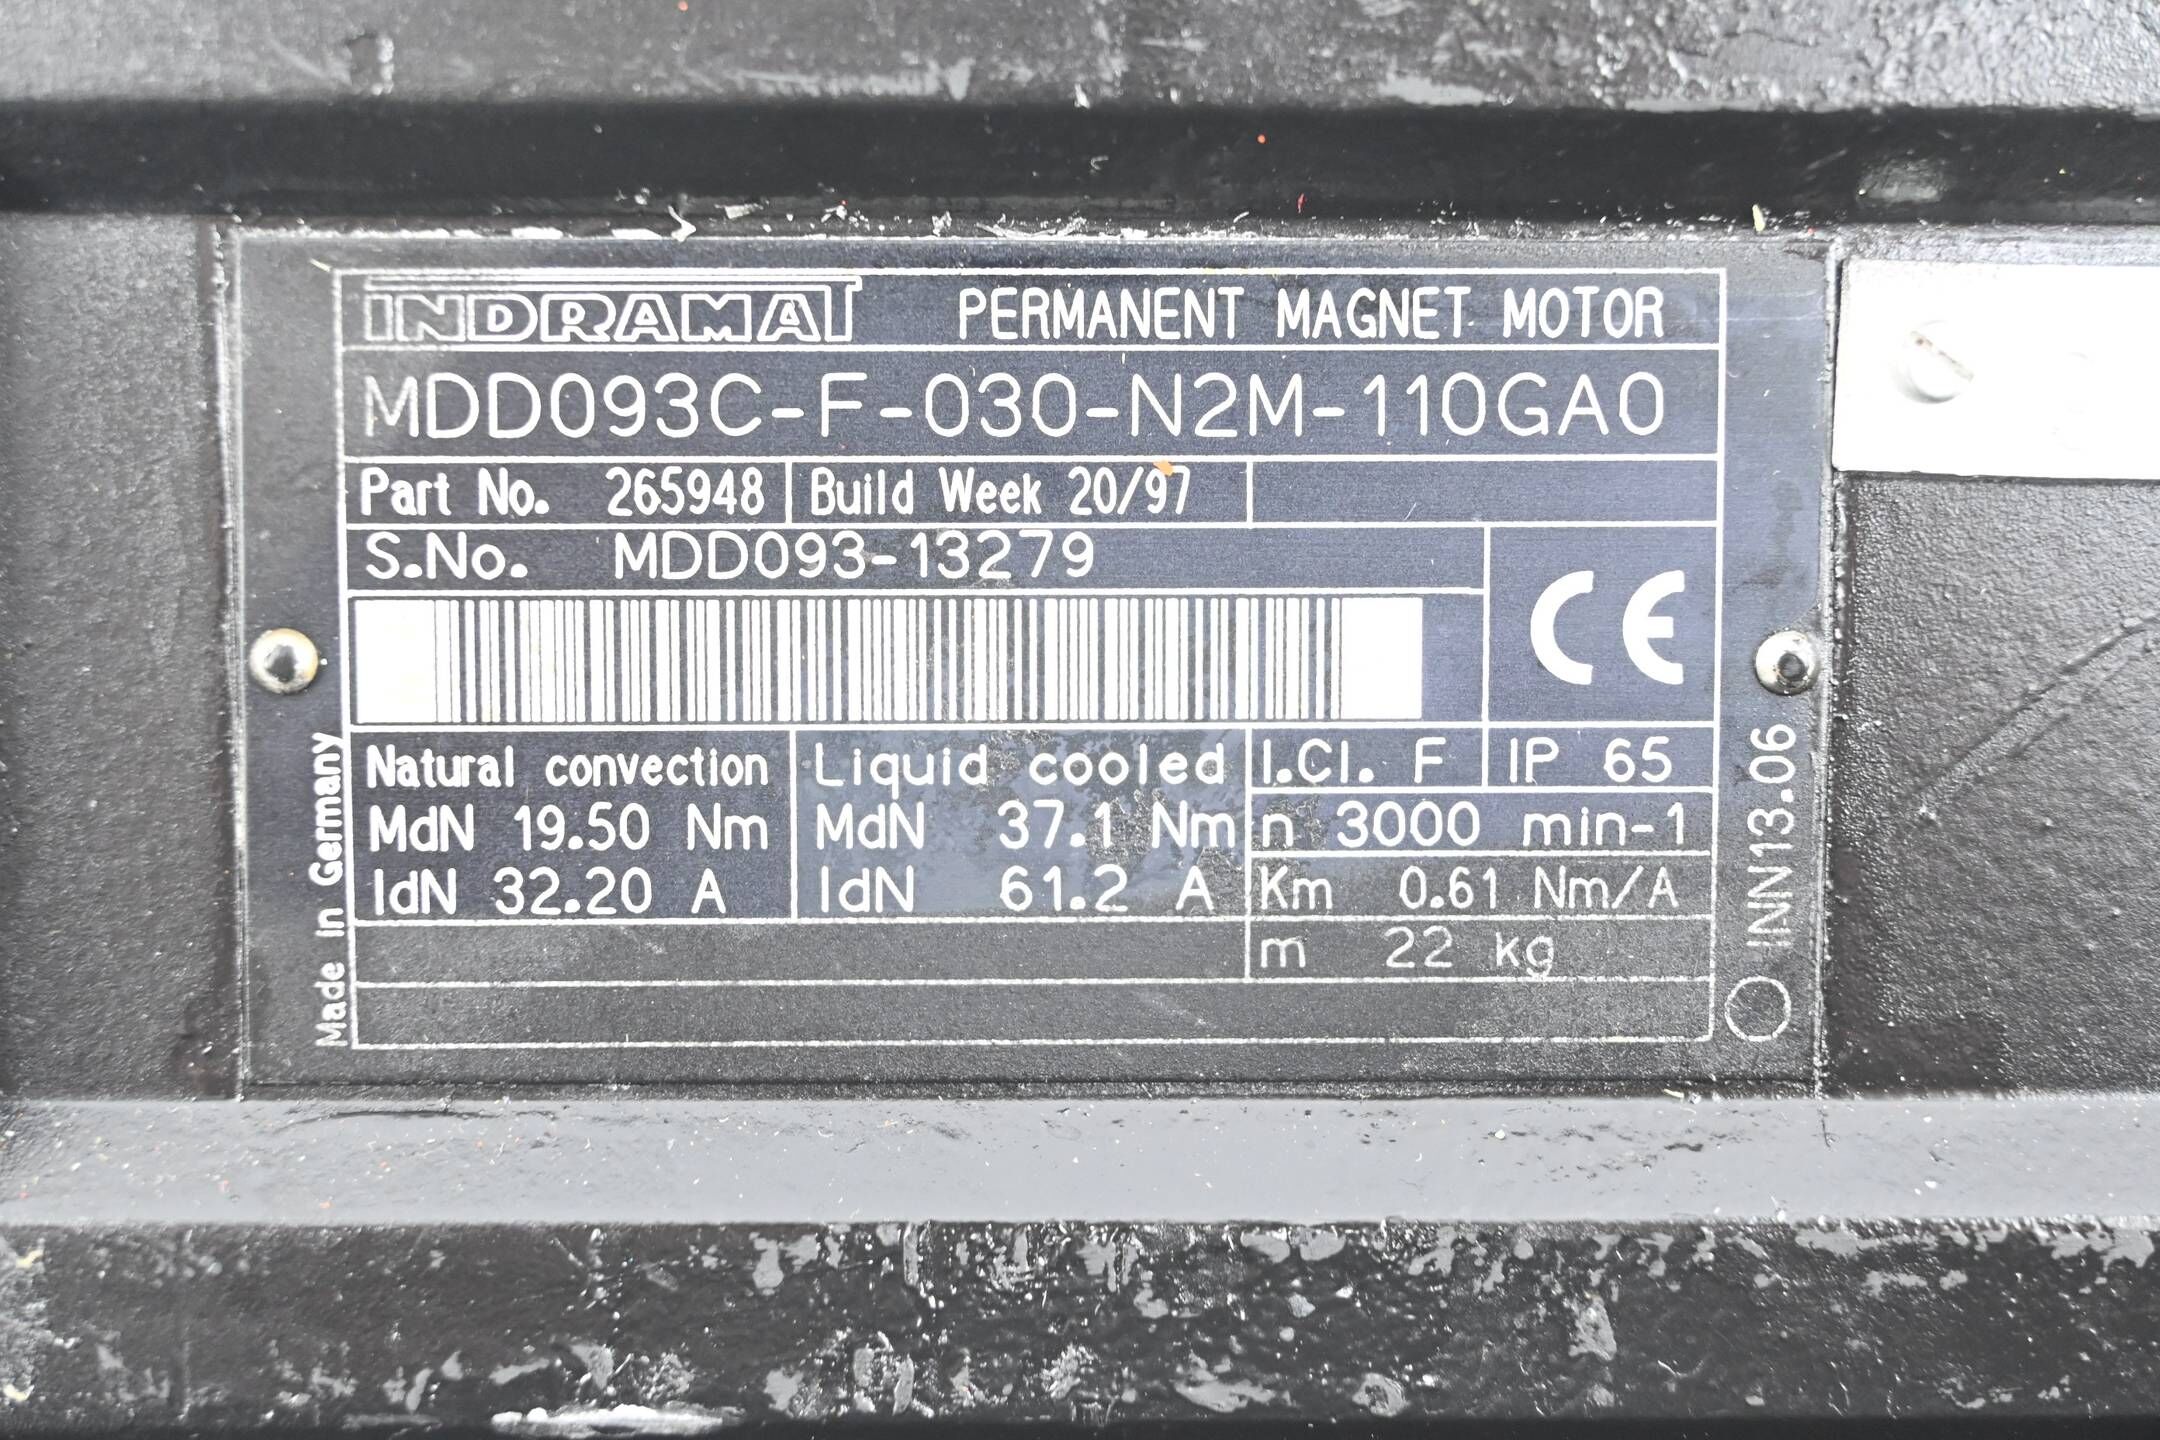 INDRAMAT PERMANENT MAGNET MOTOR
MDD093C-F-030-N2M-110GA0
Part No. 265948 Build Week 20/97
S.No. MDD093-13279
CE
Natural convection Liquid cooled I.Cl. F IP 65
MdN 19.50 Nm MdN 37.1 Nm n 3000 min-1
IdN 32.20 A IdN 61.2 A Km 0.61 Nm/A
m 22 kg
Made in Germany
INN13.06